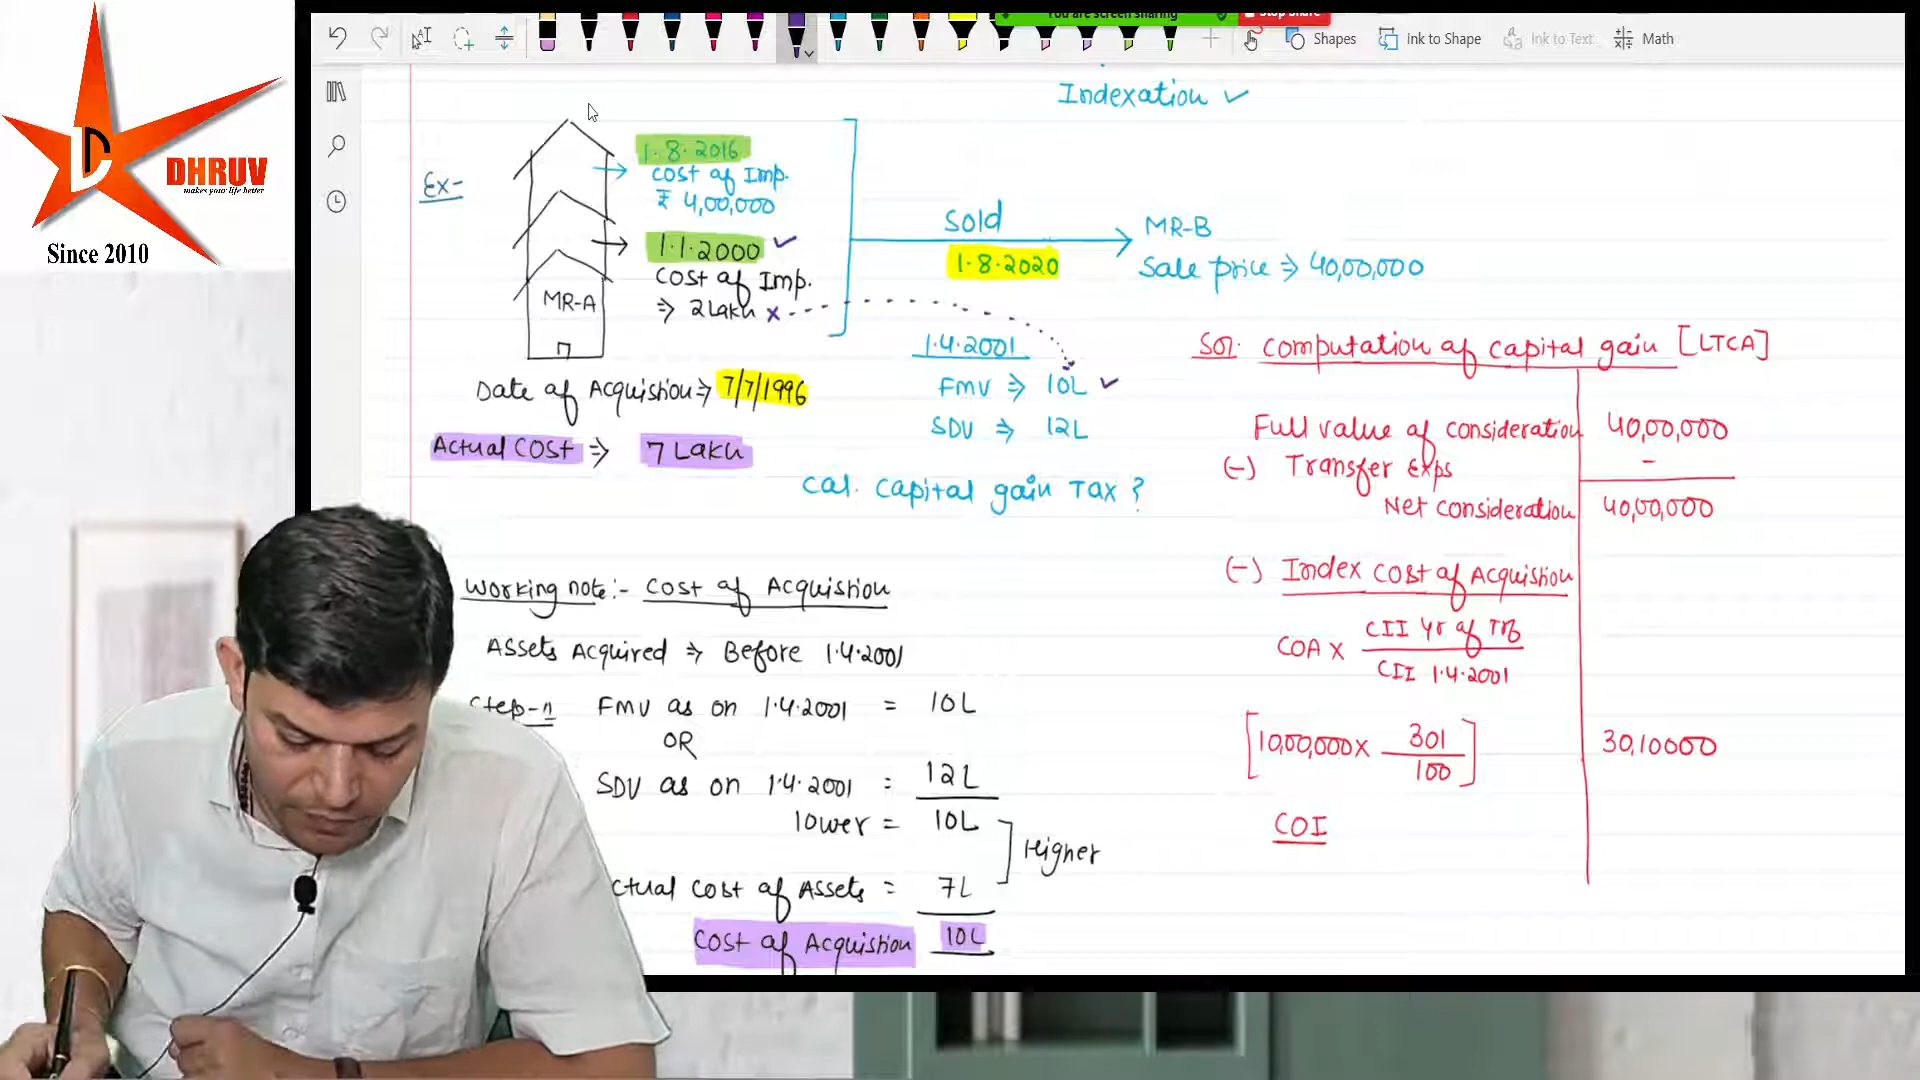 DHRUV
makes your life better
Since 2010
You are screen sharing
Stop Share
Shapes
Ink to Shape
Ink to Text
Math
Indexation ✓
Ex-
1.8.2016
Cost of Imp.
₹ 4,00,000
1.1.2000 ✓
Cost of Imp.
⇒ 2Lakh x
MR-A
Date of Acquistion ⇒ 7/7/1996
Actual Cost ⇒ 7 Lakh
Sold
1.8.2020
MR-B
Sale price ⇒ 40,00,000
1.4.2001
FMV ⇒ 10L ✓
SDV ⇒ 12L
Cal. Capital gain Tax ?
Working note:- Cost of Acquistion
Assets Acquired ⇒ Before 1.4.2001
FMV as on 1.4.2001 = 10L
OR
SDV as on 1.4.2001 = 12L
lower = 10L
Higher
ctual Cost of Assets = 7L
Cost of Acquistion 10L
Sol. Computation of Capital gain [LTCA]
Full value of consideration 40,00,000
(-) Transfer Exps -
Net consideration 40,00,000
(-) Index Cost of Acquistion
COA x CII Yr of Trf
CII 1.4.2001
[10,00,000 x 301
100] 30,10000
COI